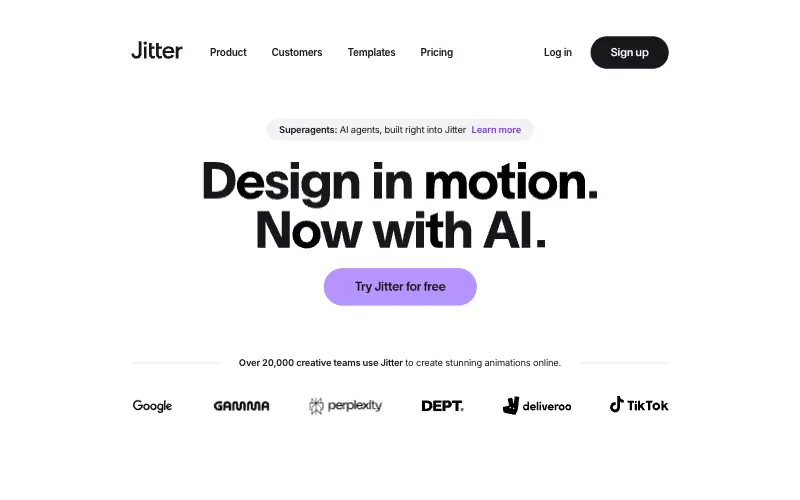 Jitter
Product
Customers
Templates
Pricing
Log in
Sign up
Superagents: AI agents, built right into Jitter Learn more
Design in motion.
Now with AI.
Try Jitter for free
Over 20,000 creative teams use Jitter to create stunning animations online.
Google
GAMMA
perplexity
DEPT.
deliveroo
TikTok